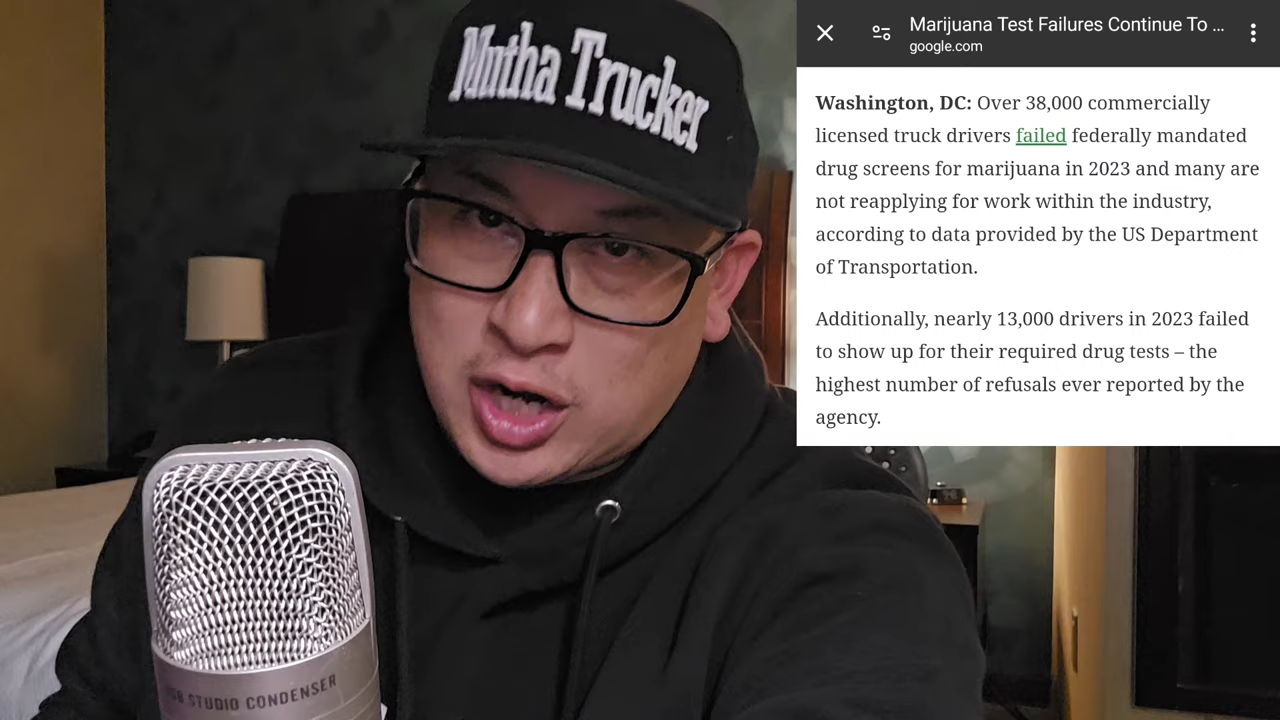 Mutha Trucker
Marijuana Test Failures Continue To ...
google.com
Washington, DC: Over 38,000 commercially
licensed truck drivers failed federally mandated
drug screens for marijuana in 2023 and many are
not reapplying for work within the industry,
according to data provided by the US Department
of Transportation.
Additionally, nearly 13,000 drivers in 2023 failed
to show up for their required drug tests – the
highest number of refusals ever reported by the
agency.
STUDIO CONDENSER